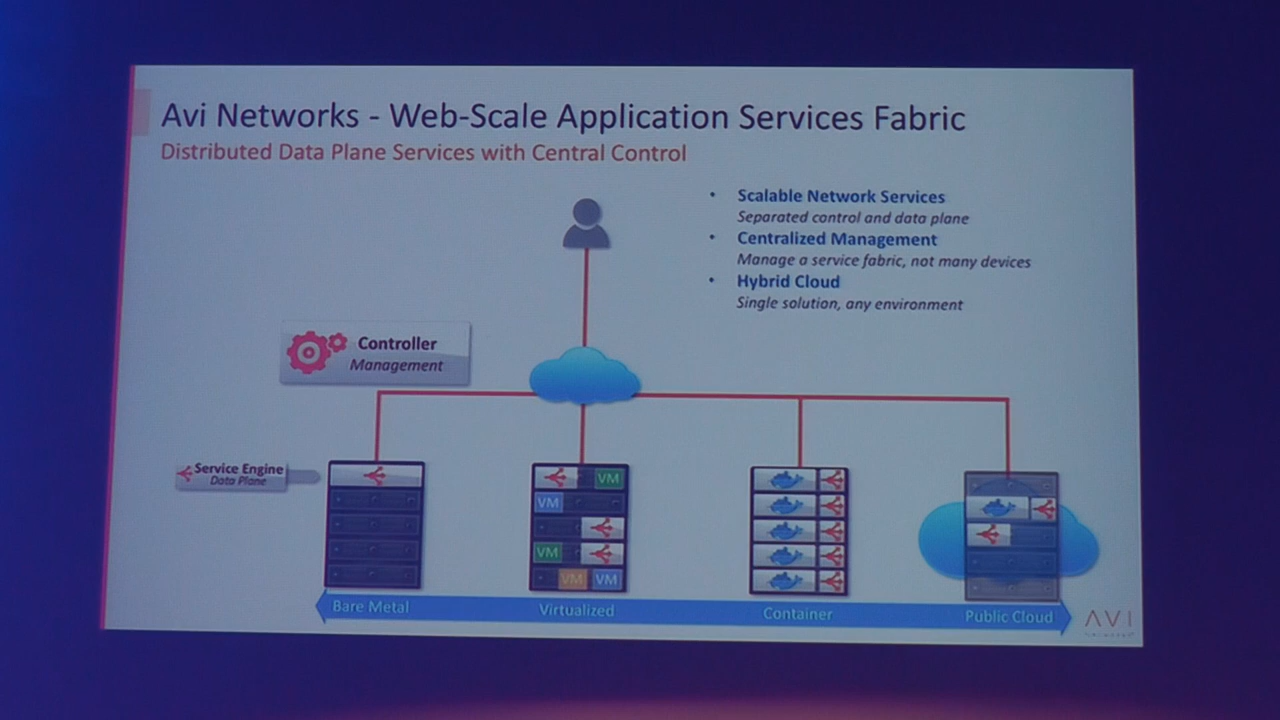 Avi Networks - Web-Scale Application Services Fabric
Distributed Data Plane Services with Central Control
• Scalable Network Services
Separated control and data plane
• Centralized Management
Manage a service fabric, not many devices
• Hybrid Cloud
Single solution, any environment
Controller
Management
Service Engine
Data Plane
VM
VM
VM
VM
VM
Bare Metal
Virtualized
Container
Public Cloud
AVI
NETWORKS